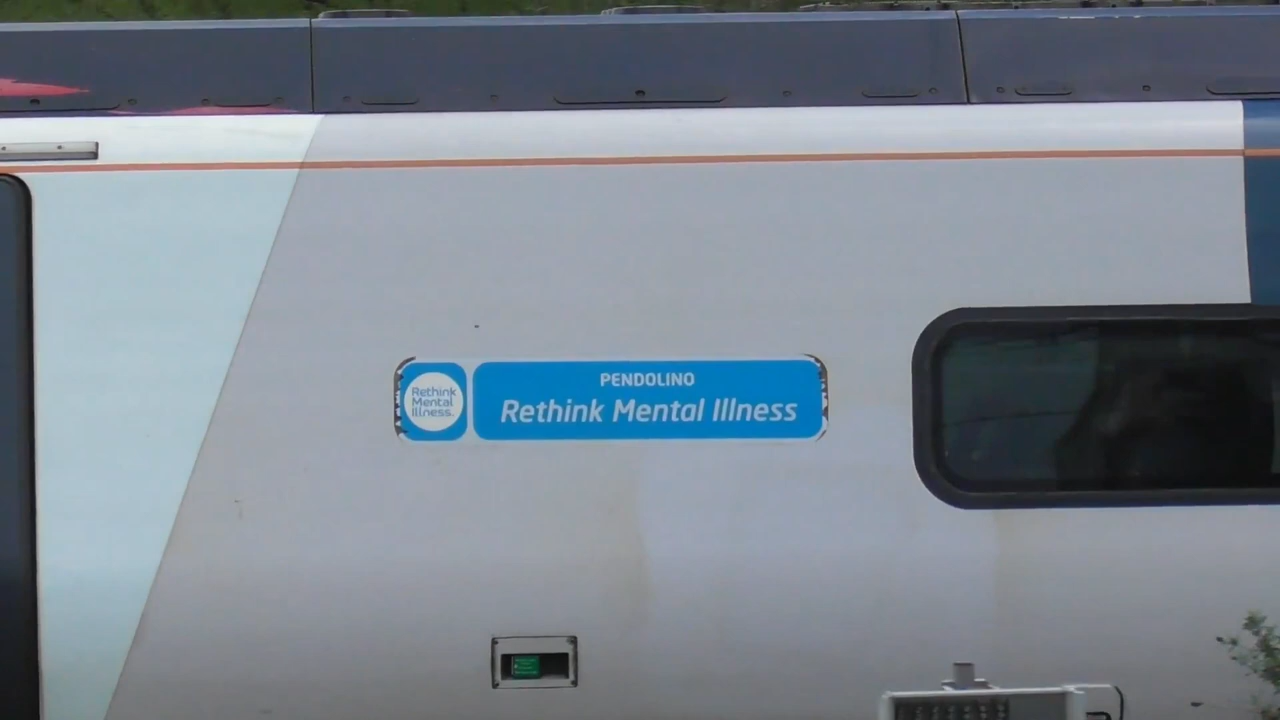 Rethink
Mental
Illness.
PENDOLINO
Rethink Mental Illness